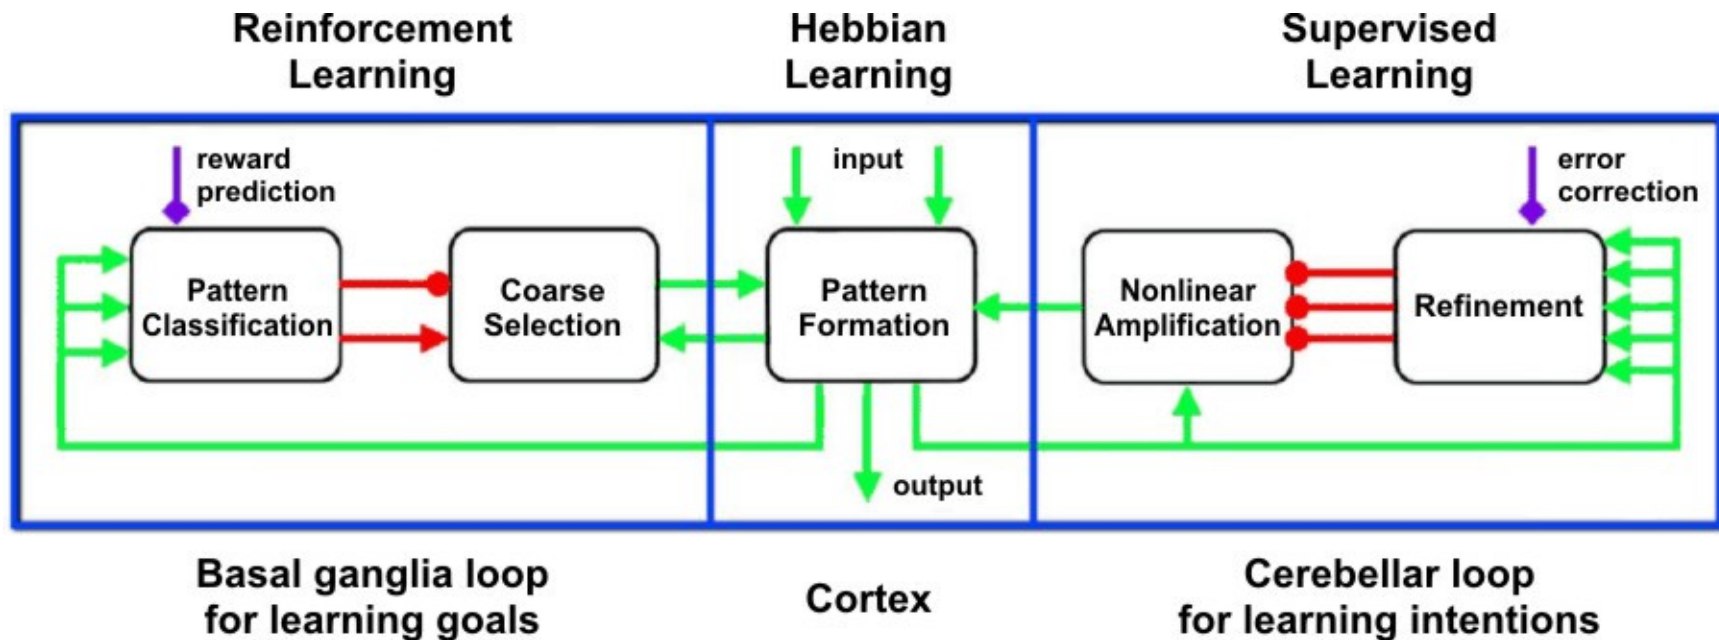 Reinforcement
Learning
Hebbian
Learning
Supervised
Learning
reward
prediction
input
error
correction
Pattern
Classification
Coarse
Selection
Pattern
Formation
Nonlinear
Amplification
Refinement
output
Basal ganglia loop
for learning goals
Cortex
Cerebellar loop
for learning intentions